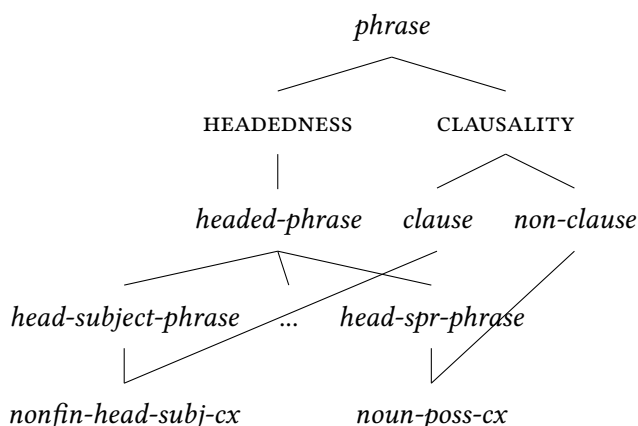 phrase
HEADEDNESS CLAUSALITY
headed-phrase clause non-clause
head-subject-phrase ... head-spr-phrase
nonfin-head-subj-cx noun-poss-cx